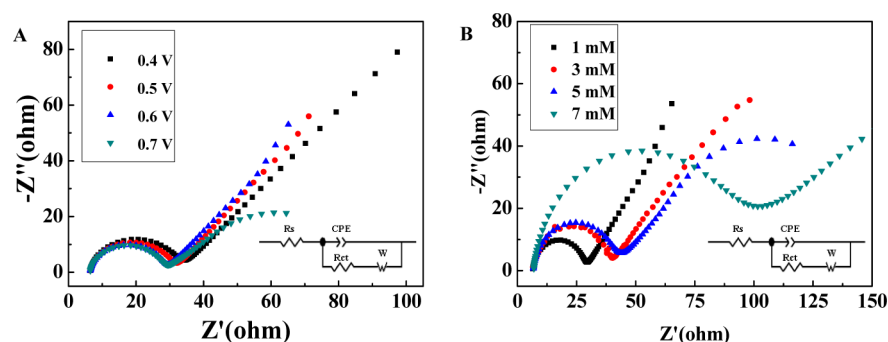 A
0.4 V
0.5 V
0.6 V
0.7 V
-Z''(ohm)
80
60
40
20
0
0 20 40 60 80 100
Z'(ohm)
Rs CPE
Rct W
B
1 mM
3 mM
5 mM
7 mM
-Z''(ohm)
80
60
40
20
0
0 25 50 75 100 125 150
Z'(ohm)
Rs CPE
Rct W